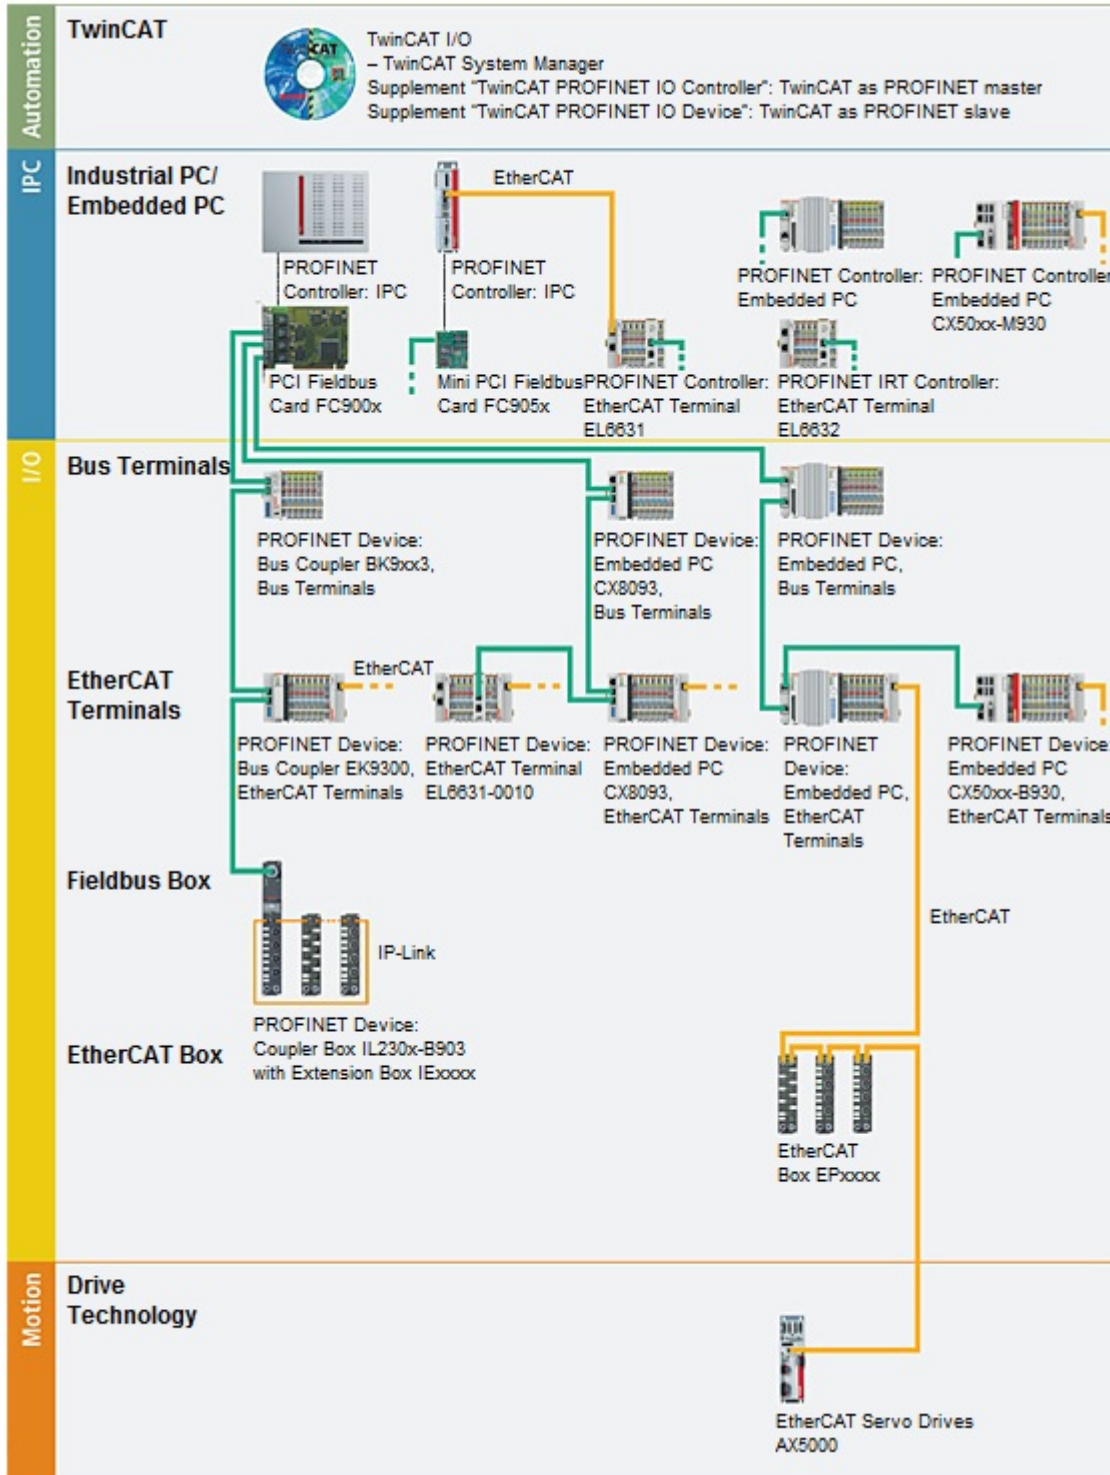 Automation
TwinCAT
TwinCAT
TwinCAT I/O
– TwinCAT System Manager
Supplement "TwinCAT PROFINET IO Controller": TwinCAT as PROFINET master
Supplement "TwinCAT PROFINET IO Device": TwinCAT as PROFINET slave
IPC
Industrial PC/
Embedded PC
EtherCAT
PROFINET
Controller: IPC
PROFINET
Controller: IPC
PROFINET Controller:
Embedded PC
PROFINET Controller
Embedded PC
CX50xx-M930
PCI Fieldbus
Card FC900x
Mini PCI Fieldbus
Card FC905x
PROFINET Controller:
EtherCAT Terminal
EL6631
PROFINET IRT Controller:
EtherCAT Terminal
EL6632
I/O
Bus Terminals
PROFINET Device:
Bus Coupler BK9xx3,
Bus Terminals
PROFINET Device:
Embedded PC
CX8093,
Bus Terminals
PROFINET Device:
Embedded PC,
Bus Terminals
EtherCAT
Terminals
EtherCAT
PROFINET Device:
Bus Coupler EK9300,
EtherCAT Terminals
PROFINET Device:
EtherCAT Terminal
EL6631-0010
PROFINET Device:
Embedded PC
CX8093,
EtherCAT Terminals
PROFINET
Device:
Embedded PC,
EtherCAT
Terminals
PROFINET Device:
Embedded PC
CX50xx-B930,
EtherCAT Terminals
Fieldbus Box
IP-Link
EtherCAT
PROFINET Device:
Coupler Box IL230x-B903
with Extension Box IExxxx
EtherCAT Box
EtherCAT
Box EPxxxx
Motion
Drive
Technology
EtherCAT Servo Drives
AX5000